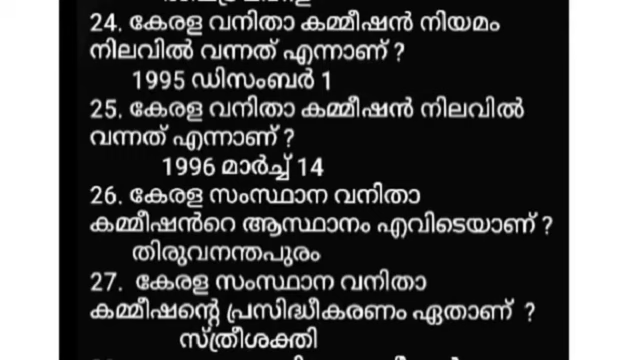 24. കേരള വനിതാ കമ്മീഷൻ നിയമം
നിലവിൽ വന്നത് എന്നാണ് ?
1995 ഡിസംബർ 1
25. കേരള വനിതാ കമ്മീഷൻ നിലവിൽ
വന്നത് എന്നാണ് ?
1996 മാർച്ച് 14
26. കേരള സംസ്ഥാന വനിതാ
കമ്മീഷൻറെ ആസ്ഥാനം എവിടെയാണ് ?
തിരുവനന്തപുരം
27. കേരള സംസ്ഥാന വനിതാ
കമ്മീഷന്റെ പ്രസിദ്ധീകരണം ഏതാണ് ?
സ്ത്രീശക്തി